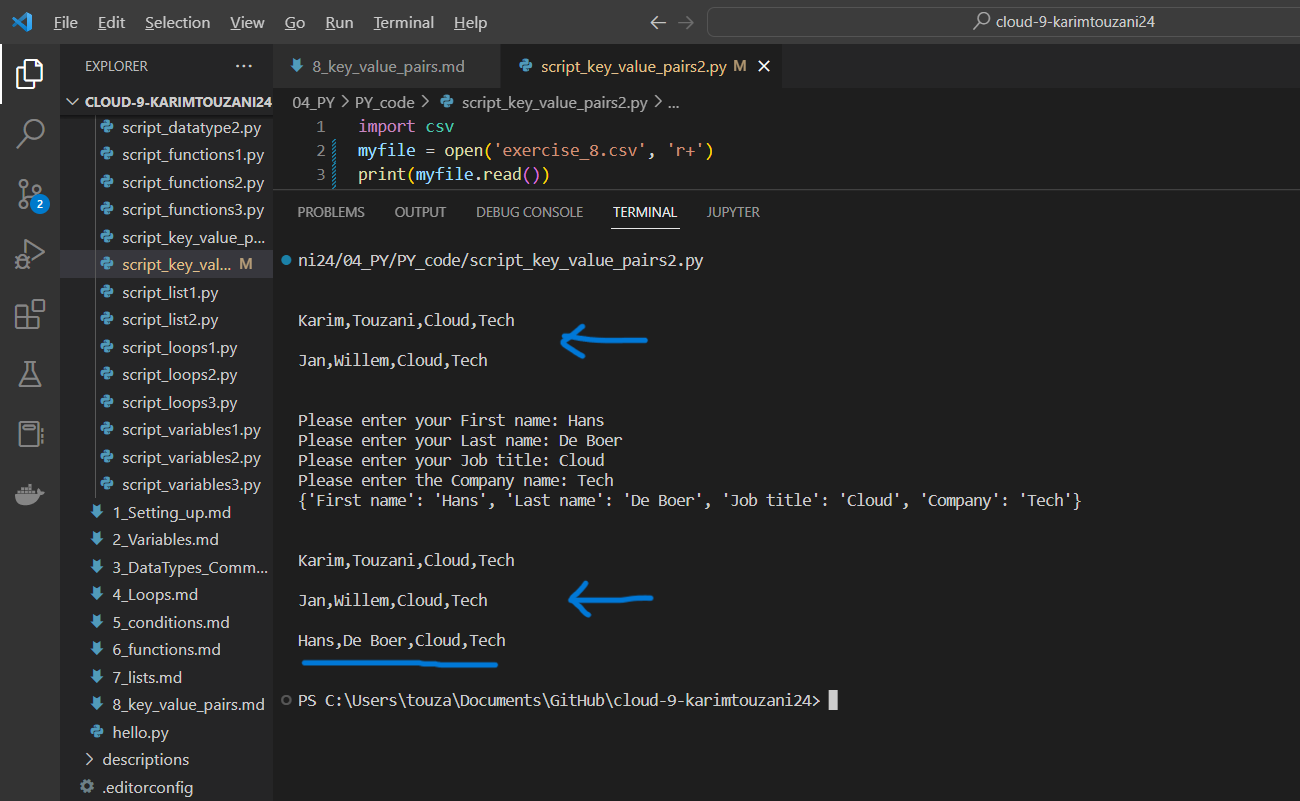 File Edit Selection View Go Run Terminal Help
cloud-9-karimtouzani24
EXPLORER
CLOUD-9-KARIMTOUZANI24
script_datatype2.py
script_functions1.py
script_functions2.py
script_functions3.py
script_key_value_p...
script_key_val... M
script_list1.py
script_list2.py
script_loops1.py
script_loops2.py
script_loops3.py
script_variables1.py
script_variables2.py
script_variables3.py
1_Setting_up.md
2_Variables.md
3_DataTypes_Comm...
4_Loops.md
5_conditions.md
6_functions.md
7_lists.md
8_key_value_pairs.md
hello.py
descriptions
.editorconfig
2
8_key_value_pairs.md script_key_value_pairs2.py M
04_PY > PY_code > script_key_value_pairs2.py > ...
1 import csv
2 myfile = open('exercise_8.csv', 'r+')
3 print(myfile.read())
PROBLEMS OUTPUT DEBUG CONSOLE TERMINAL JUPYTER
ni24/04_PY/PY_code/script_key_value_pairs2.py
Karim,Touzani,Cloud,Tech
Jan,Willem,Cloud,Tech
Please enter your First name: Hans
Please enter your Last name: De Boer
Please enter your Job title: Cloud
Please enter the Company name: Tech
{'First name': 'Hans', 'Last name': 'De Boer', 'Job title': 'Cloud', 'Company': 'Tech'}
Karim,Touzani,Cloud,Tech
Jan,Willem,Cloud,Tech
Hans,De Boer,Cloud,Tech
PS C:\Users\touza\Documents\GitHub\cloud-9-karimtouzani24>